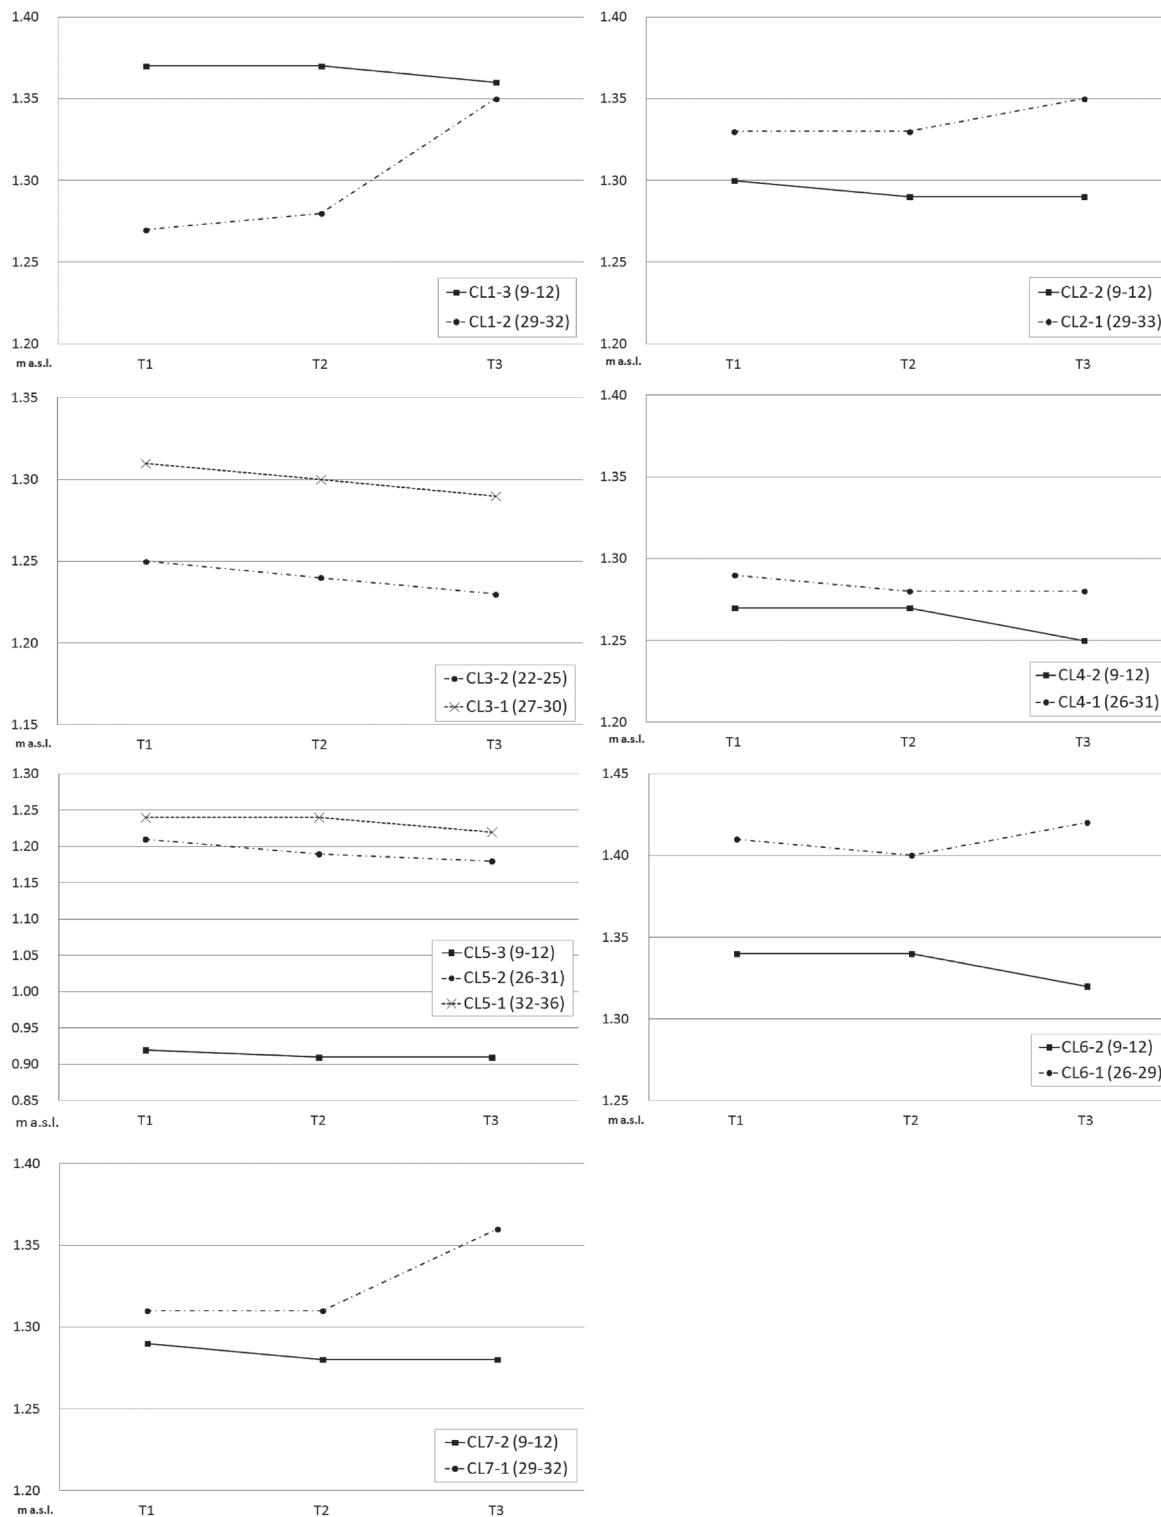 1.40
1.35
1.30
1.25
1.20
m a.s.l.
T1
T2
T3
CL1-3 (9-12)
CL1-2 (29-32)
1.40
1.35
1.30
1.25
1.20
m a.s.l.
T1
T2
T3
CL2-2 (9-12)
CL2-1 (29-33)
1.35
1.30
1.25
1.20
1.15
m a.s.l.
T1
T2
T3
CL3-2 (22-25)
CL3-1 (27-30)
1.40
1.35
1.30
1.25
1.20
m a.s.l.
T1
T2
T3
CL4-2 (9-12)
CL4-1 (26-31)
1.30
1.25
1.20
1.15
1.10
1.05
1.00
0.95
0.90
0.85
m a.s.l.
T1
T2
T3
CL5-3 (9-12)
CL5-2 (26-31)
CL5-1 (32-36)
1.45
1.40
1.35
1.30
1.25
m a.s.l.
T1
T2
T3
CL6-2 (9-12)
CL6-1 (26-29)
1.40
1.35
1.30
1.25
1.20
m a.s.l.
T1
T2
T3
CL7-2 (9-12)
CL7-1 (29-32)